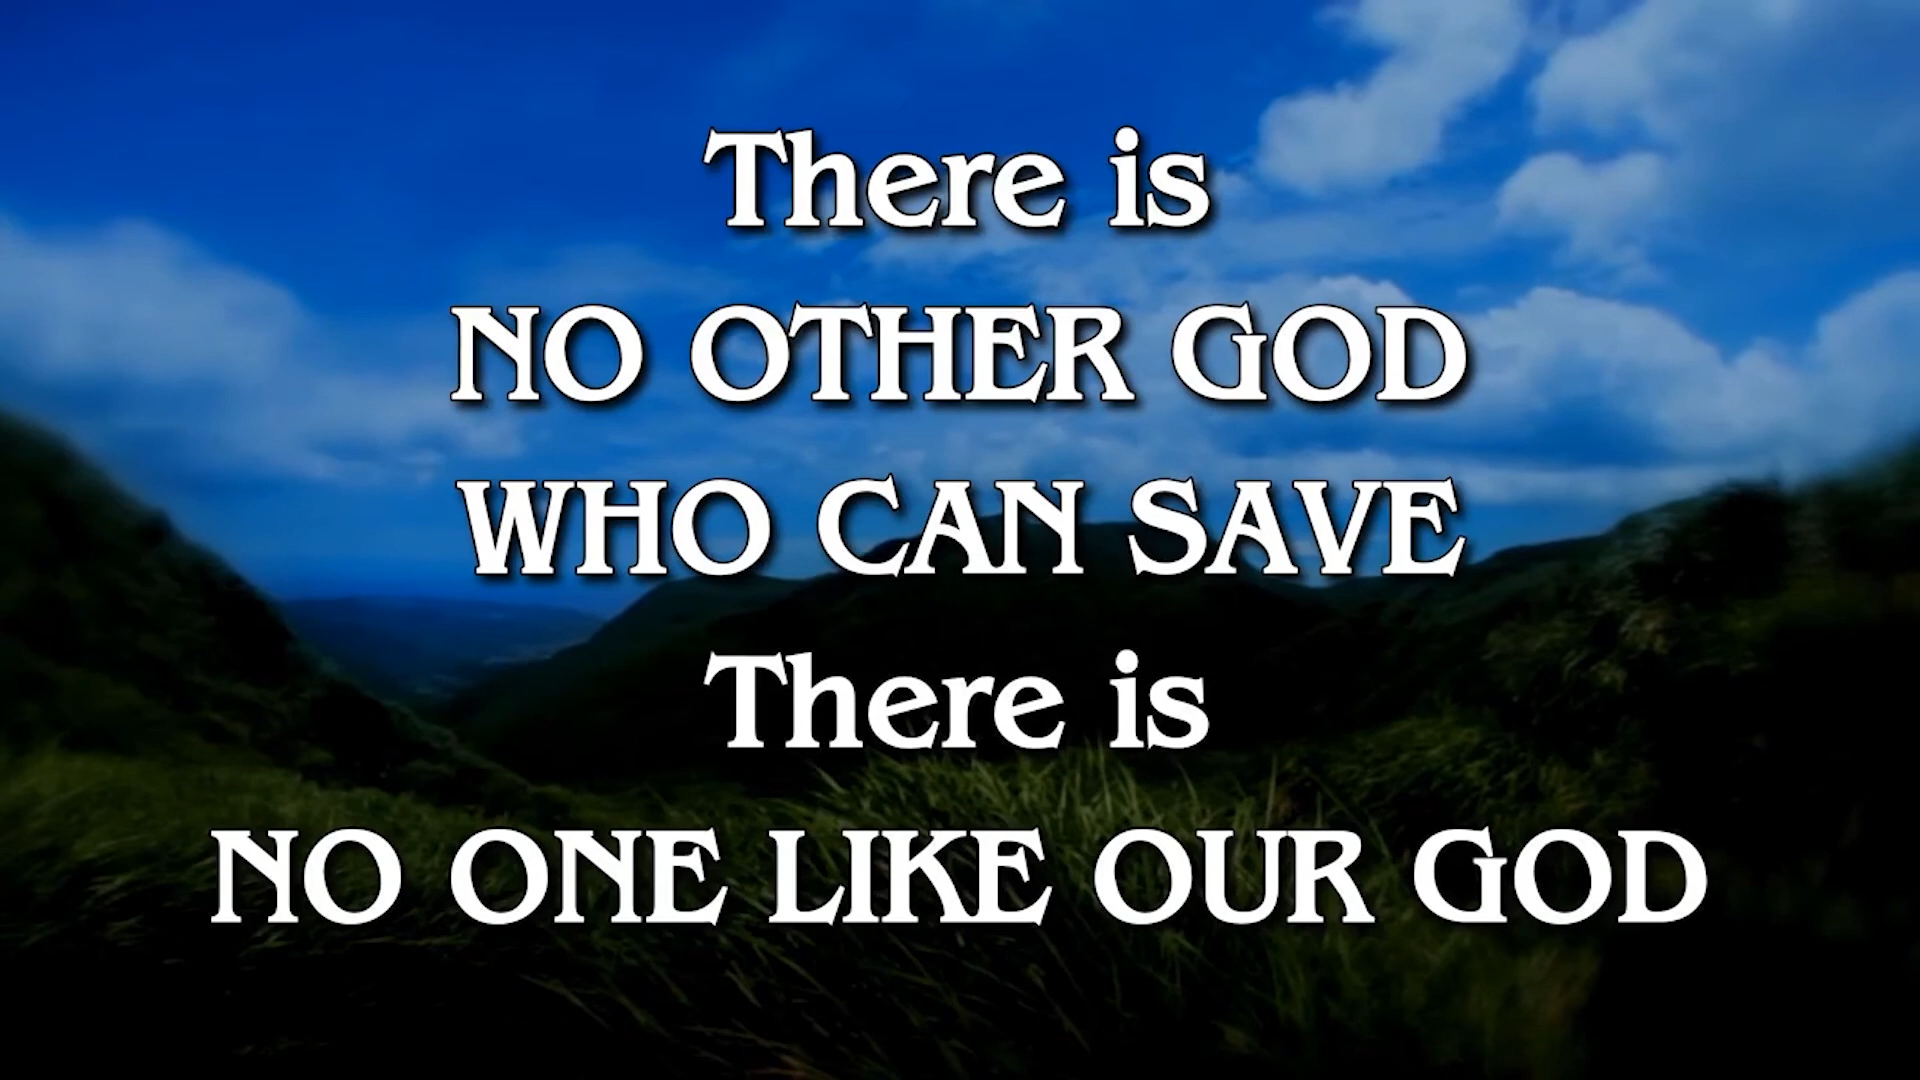 There is
NO OTHER GOD
WHO CAN SAVE
There is
NO ONE LIKE OUR GOD